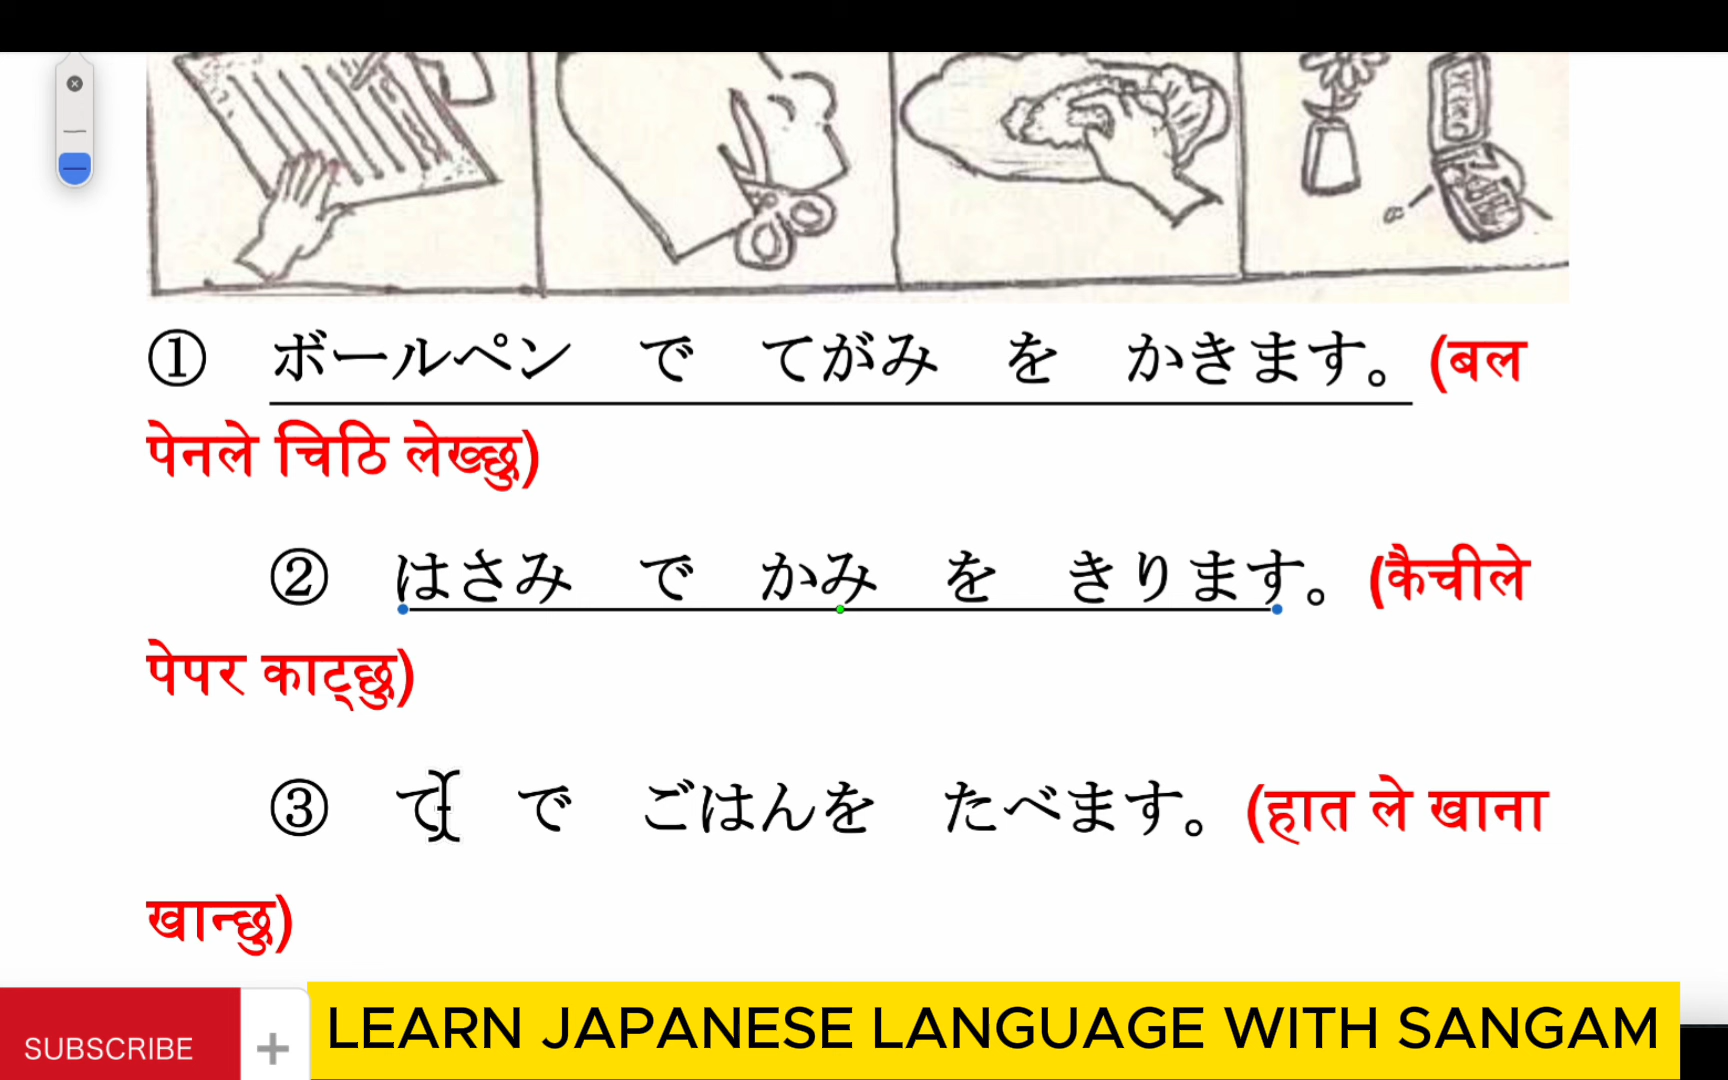 ① ボールペン で てがみ を かきます。(बल
पेनले चिठि लेख्छु)
② はさみ で かみ を きります。(कैचीले
पेपर काट्छु)
③ て で ごはんを たべます。(हात ले खाना
खान्छु)
SUBSCRIBE +
LEARN JAPANESE LANGUAGE WITH SANGAM